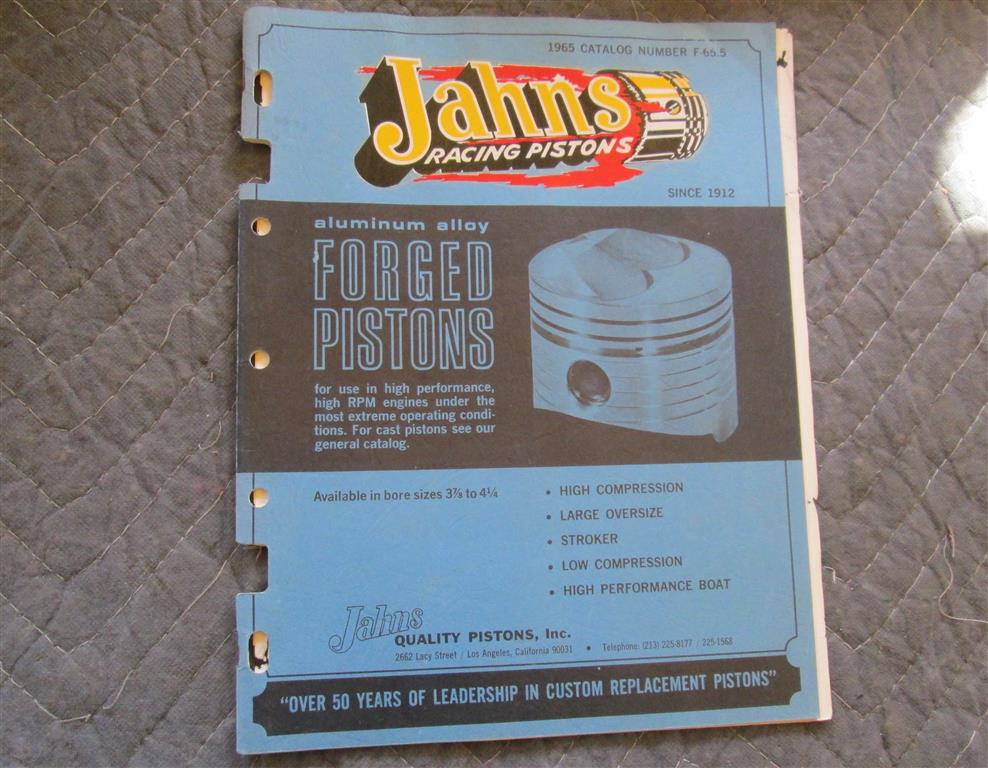 1965 CATALOG NUMBER F-65.5
Jahns
RACING PISTONS
SINCE 1912
aluminum alloy
FORGED
PISTONS
for use in high performance,
high RPM engines under the
most extreme operating condi-
tions. For cast pistons see our
general catalog.
Available in bore sizes 3⅞ to 4¼
• HIGH COMPRESSION
• LARGE OVERSIZE
• STROKER
• LOW COMPRESSION
• HIGH PERFORMANCE BOAT
Jahns
QUALITY PISTONS, Inc.
2662 Lacy Street / Los Angeles, California 90031 • Telephone: (213) 225-8177 / 225-1568
"OVER 50 YEARS OF LEADERSHIP IN CUSTOM REPLACEMENT PISTONS"